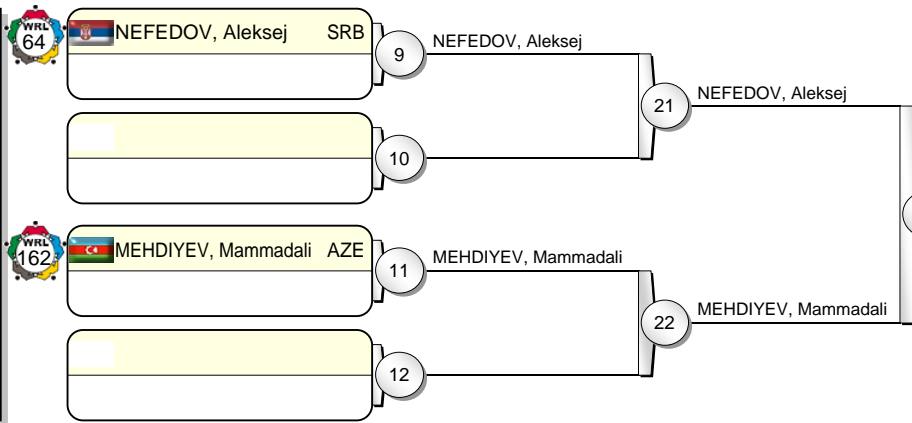 WRL
64
NEFEDOV, Aleksej SRB
9
NEFEDOV, Aleksej
21
NEFEDOV, Aleksej
10
WRL
162
MEHDIYEV, Mammadali AZE
11
MEHDIYEV, Mammadali
22
MEHDIYEV, Mammadali
12